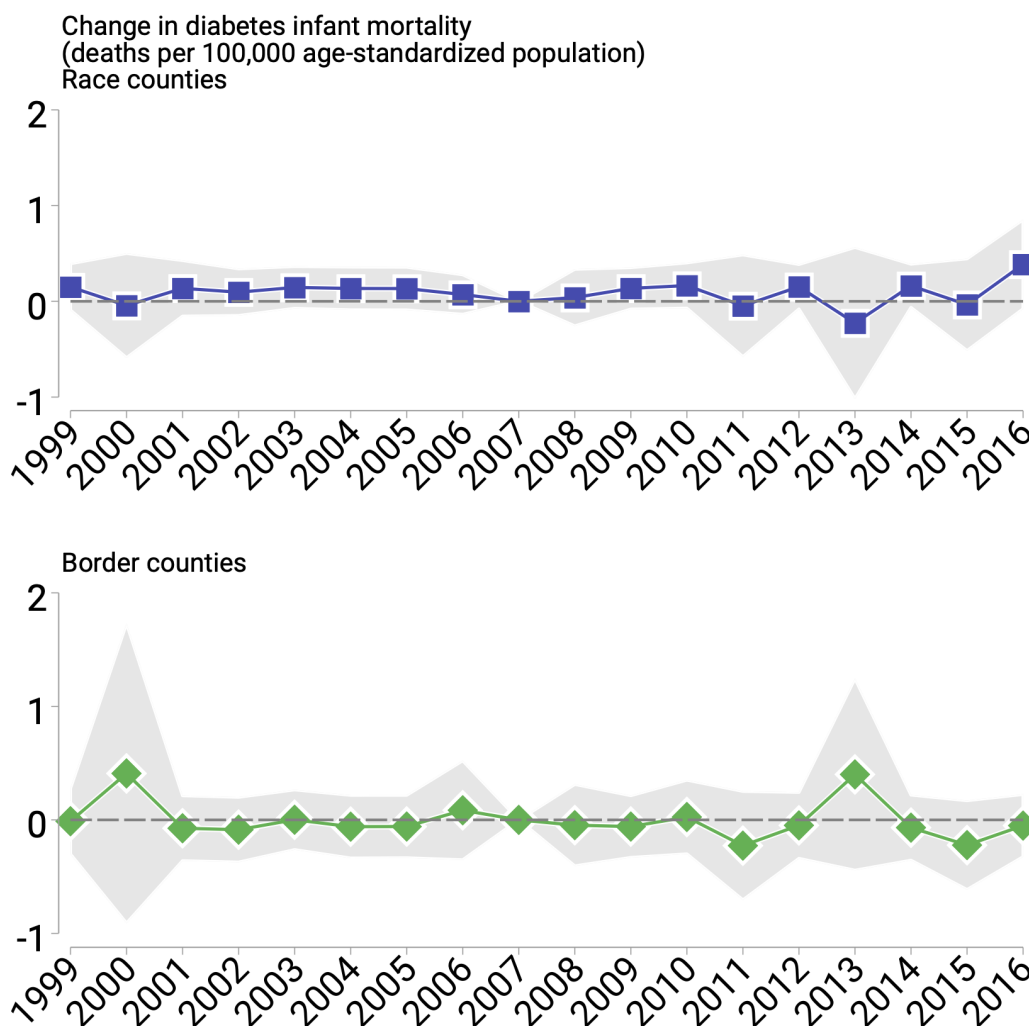 Change in diabetes infant mortality
(deaths per 100,000 age-standardized population)
Race counties
2
1
0
-1
1999 2000 2001 2002 2003 2004 2005 2006 2007 2008 2009 2010 2011 2012 2013 2014 2015 2016
Border counties
2
1
0
-1
1999 2000 2001 2002 2003 2004 2005 2006 2007 2008 2009 2010 2011 2012 2013 2014 2015 2016